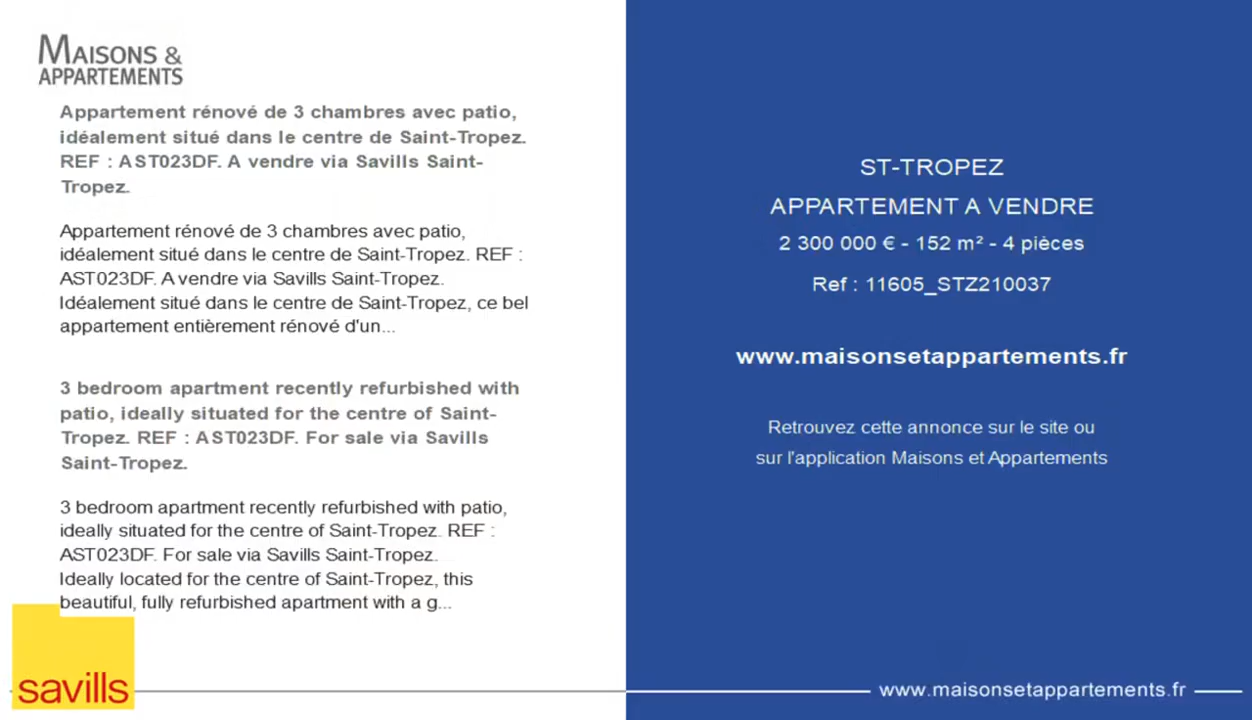 MAISONS &
APPARTEMENTS
Appartement rénové de 3 chambres avec patio,
idéalement situé dans le centre de Saint-Tropez.
REF : AST023DF. A vendre via Savills Saint-
Tropez.
Appartement rénové de 3 chambres avec patio,
idéalement situé dans le centre de Saint-Tropez. REF :
AST023DF. A vendre via Savills Saint-Tropez.
Idéalement situé dans le centre de Saint-Tropez, ce bel
appartement entièrement rénové d'un...
3 bedroom apartment recently refurbished with
patio, ideally situated for the centre of Saint-
Tropez. REF : AST023DF. For sale via Savills
Saint-Tropez.
3 bedroom apartment recently refurbished with patio,
ideally situated for the centre of Saint-Tropez. REF :
AST023DF. For sale via Savills Saint-Tropez.
Ideally located for the centre of Saint-Tropez, this
beautiful, fully refurbished apartment with a g...
savills
ST-TROPEZ
APPARTEMENT A VENDRE
2 300 000 € - 152 m² - 4 pièces
Ref : 11605_STZ210037
www.maisonsetappartements.fr
Retrouvez cette annonce sur le site ou
sur l'application Maisons et Appartements
www.maisonsetappartements.fr